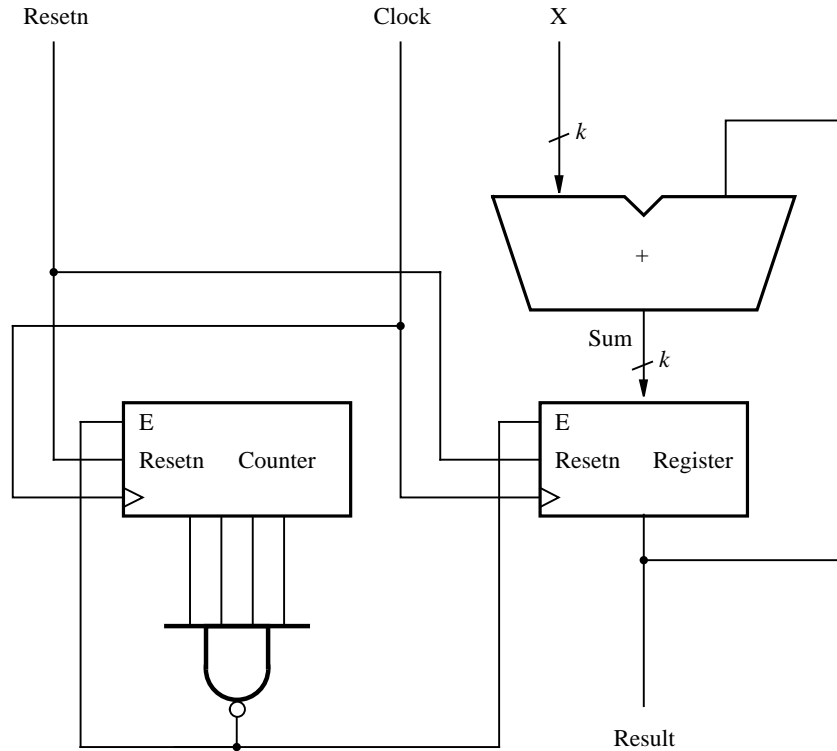 Resetn Clock X
k
+
Sum
k
E
Resetn Counter
E
Resetn Register
Result